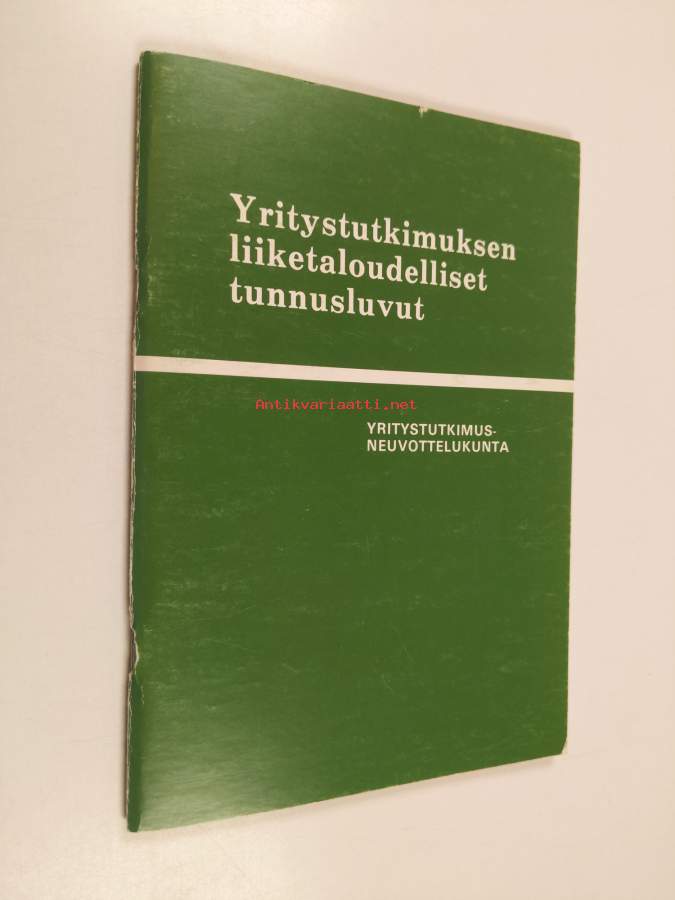 Yritystutkimuksen
liiketaloudelliset
tunnusluvut
Antikvariaatti.net
YRITYSTUTKIMUS-
NEUVOTTELUKUNTA